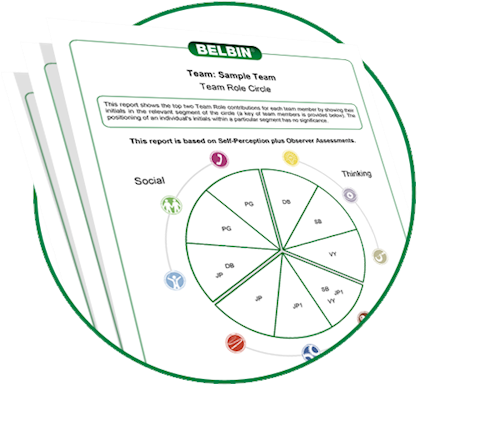 BELBIN
Team: Sample Team
Team Role Circle
This report shows the top two Team Role contributions for each team member by showing their
initials in the relevant segment of the circle (a key of team members is provided below). The
positioning of an individual's initials within a particular segment has no significance.
This report is based on Self-Perception plus Observer Assessments.
Social
Thinking
PG
DB
PG
SB
DB
VY
JP
JP
JP1
SB
JP1
VY